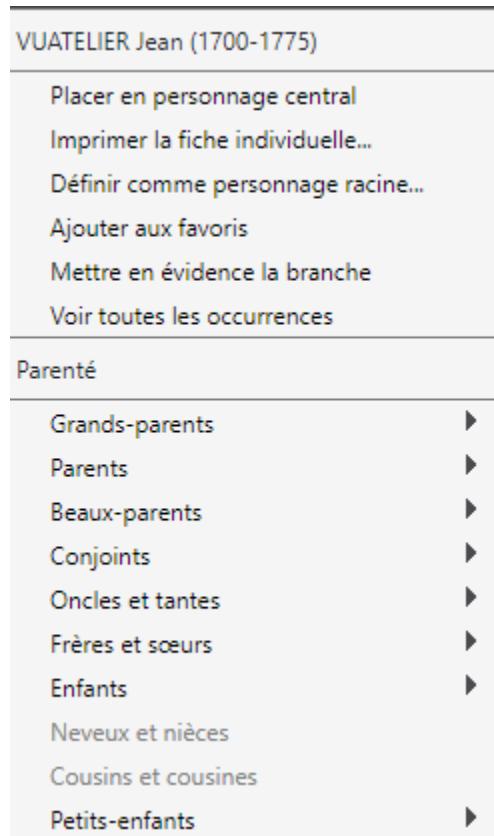 VUATELIER Jean (1700-1775)
Placer en personnage central
Imprimer la fiche individuelle...
Définir comme personnage racine...
Ajouter aux favoris
Mettre en évidence la branche
Voir toutes les occurrences
Parenté
Grands-parents
Parents
Beaux-parents
Conjoints
Oncles et tantes
Frères et sœurs
Enfants
Neveux et nièces
Cousins et cousines
Petits-enfants